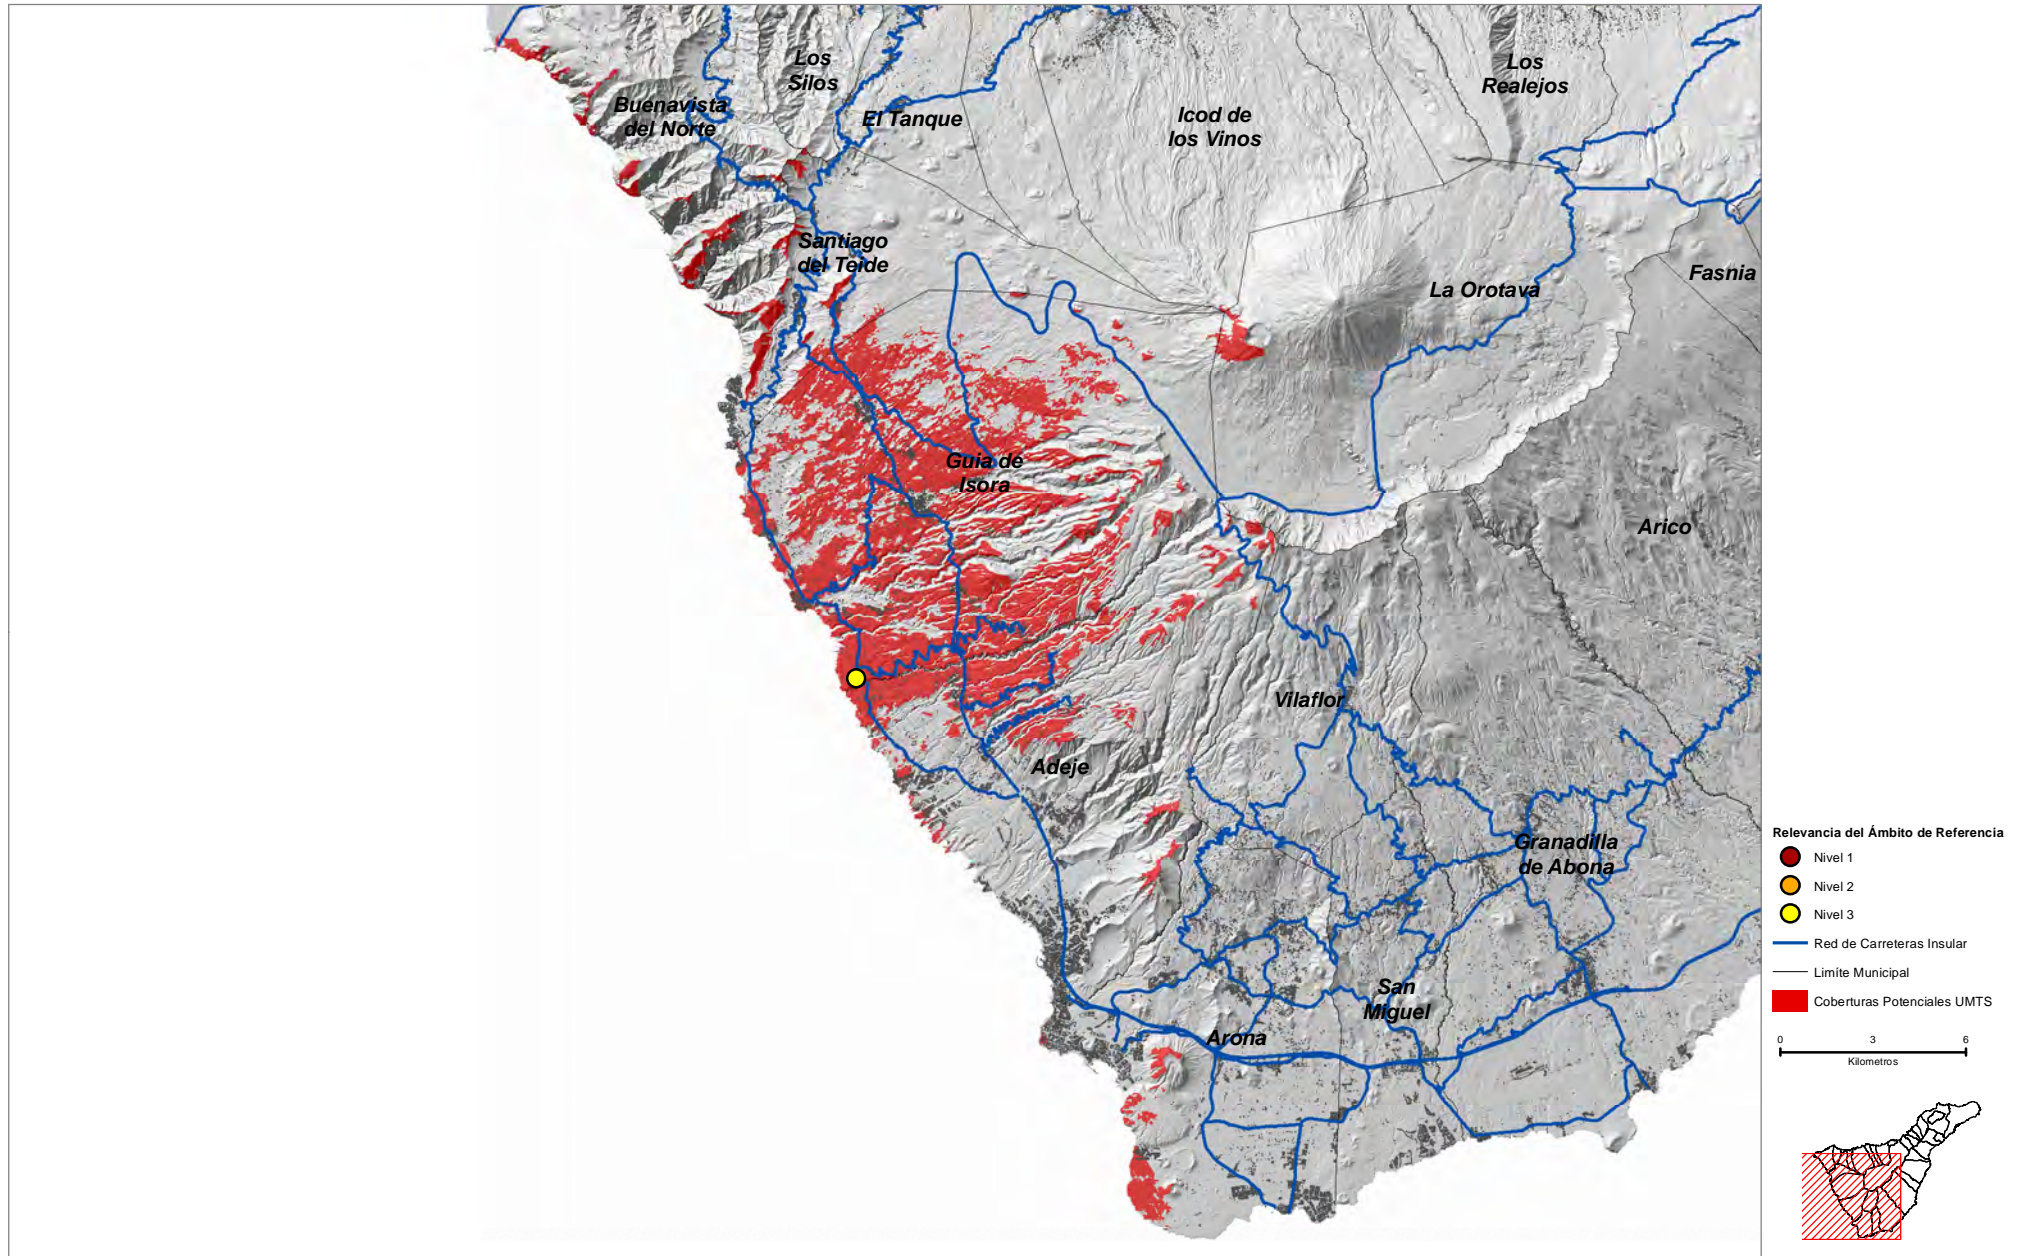 Los
Silos
Los
Realejos
Buenavista
del Norte
El Tanque
Icod de
los Vinos
Santiago
del Teide
Fasnia
La Orotava
Guia de
Isora
Arico
Vilaflor
Adeje
Granadilla
de Abona
San
Miguel
Arona
Relevancia del Ámbito de Referencia
Nivel 1
Nivel 2
Nivel 3
Red de Carreteras Insular
Limíte Municipal
Coberturas Potenciales UMTS
0 3 6
Kilometros